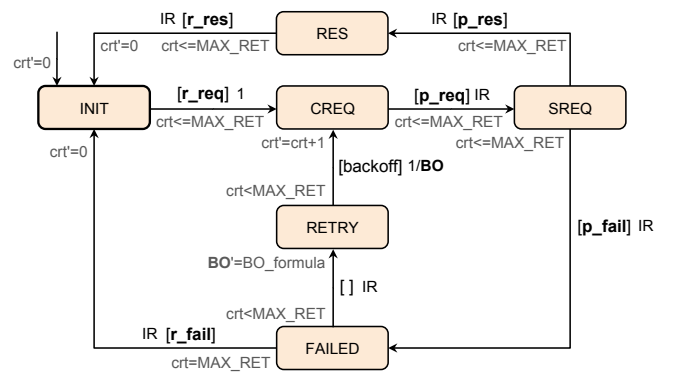 IR [r_res]
RES
IR [p_res]
crt'=0
crt'=0
crt<=MAX_RET
crt<=MAX_RET
INIT
[r_req] 1
crt<=MAX_RET
CREQ
[p_req] IR
crt<=MAX_RET
SREQ
crt'=0
crt'=crt+1
crt<=MAX_RET
[backoff] 1/BO
crt<MAX_RET
RETRY
[p_fail] IR
BO'=BO_formula
[ ] IR
crt<MAX_RET
IR [r_fail]
FAILED
crt=MAX_RET